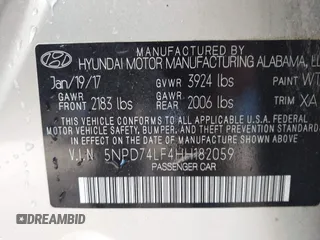 MANUFACTURED BY
HYUNDAI MOTOR MANUFACTURING ALABAMA, LL
Jan/19/17 GVWR 3924 lbs PAINT WT
GAWR FRONT 2183 lbs GAWR REAR 2006 lbs TRIM XA
THIS VEHICLE CONFORMS TO ALL APPLICABLE U.S.A. FEDERAL
MOTOR VEHICLE SAFETY, BUMPER, AND THEFT PREVENTION
STANDARDS IN EFFECT ON THE DATE OF MANUFACTURE SHOWN ABOVE.
V.I.N 5NPD74LF4HH182059
PASSENGER CAR
© DREAMBID